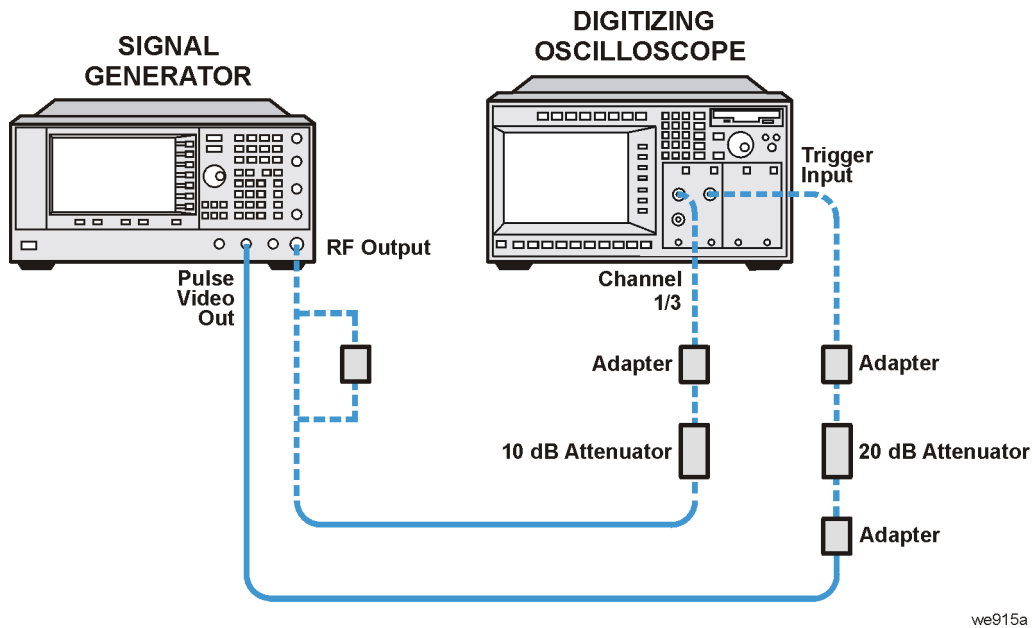 SIGNAL
GENERATOR
DIGITIZING
OSCILLOSCOPE
Trigger
Input
RF Output
Pulse
Video
Out
Channel
1/3
Adapter
Adapter
10 dB Attenuator
20 dB Attenuator
Adapter
we915a